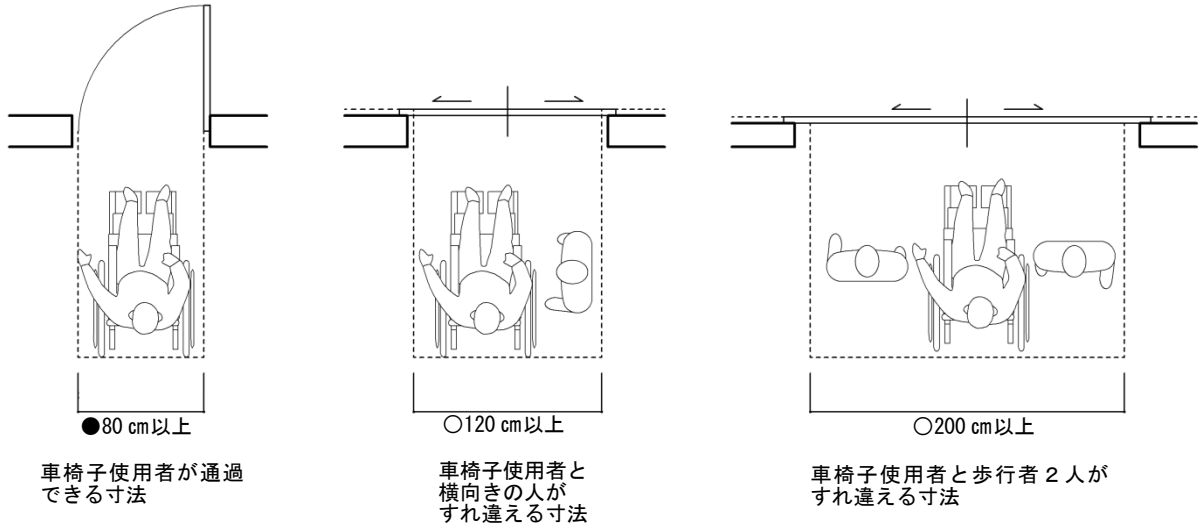 ●80 cm以上
車椅子使用者が通過
できる寸法
○120 cm以上
車椅子使用者と
横向きの人が
すれ違える寸法
○200 cm以上
車椅子使用者と歩行者２人が
すれ違える寸法